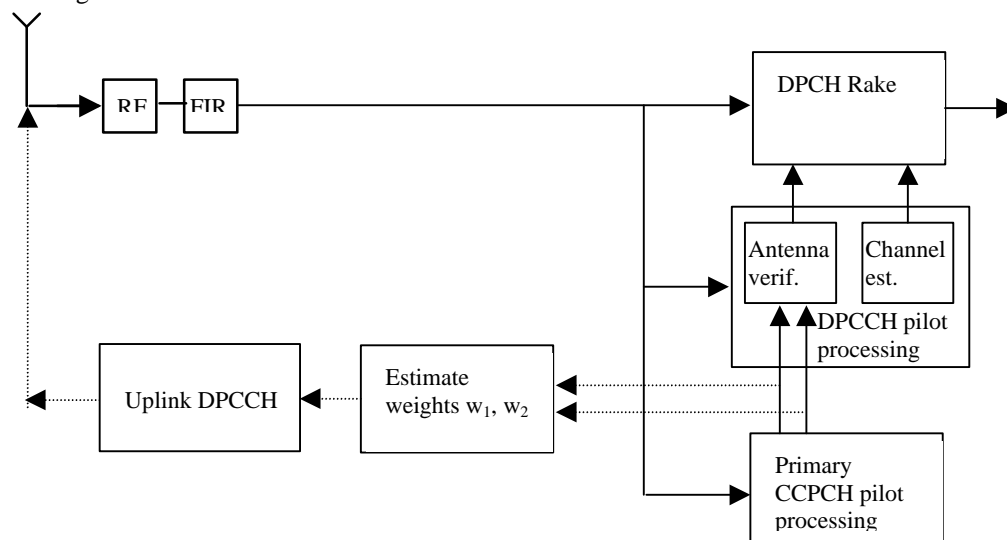 RF
FIR
DPCH Rake
Antenna
verif.
Channel
est.
DPCCH pilot
processing
Estimate
weights w₁, w₂
Uplink DPCCH
Primary
CCPCH pilot
processing